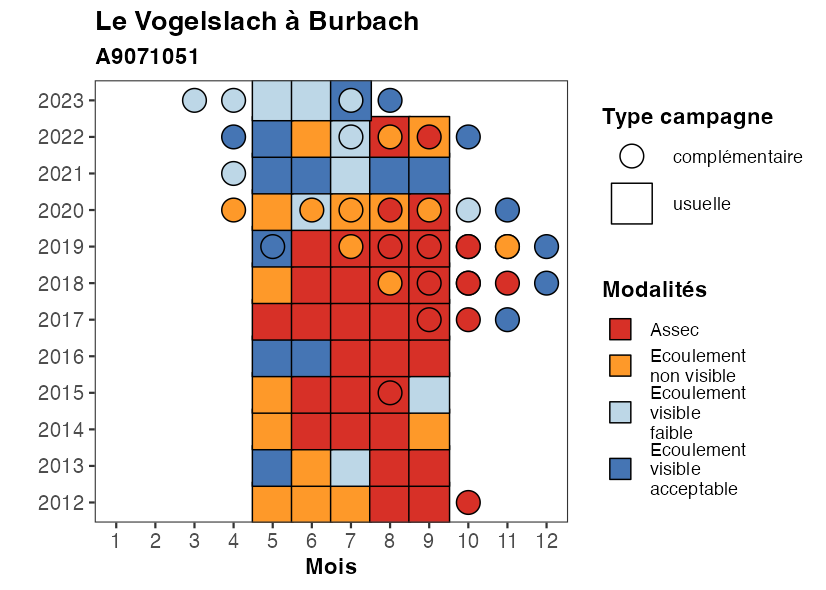 Le Vogelslach à Burbach
A9071051
2023
2022
2021
2020
2019
2018
2017
2016
2015
2014
2013
2012
1 2 3 4 5 6 7 8 9 10 11 12
Mois
Type campagne
complémentaire
usuelle
Modalités
Assec
Ecoulement
non visible
Ecoulement
visible
faible
Ecoulement
visible
acceptable